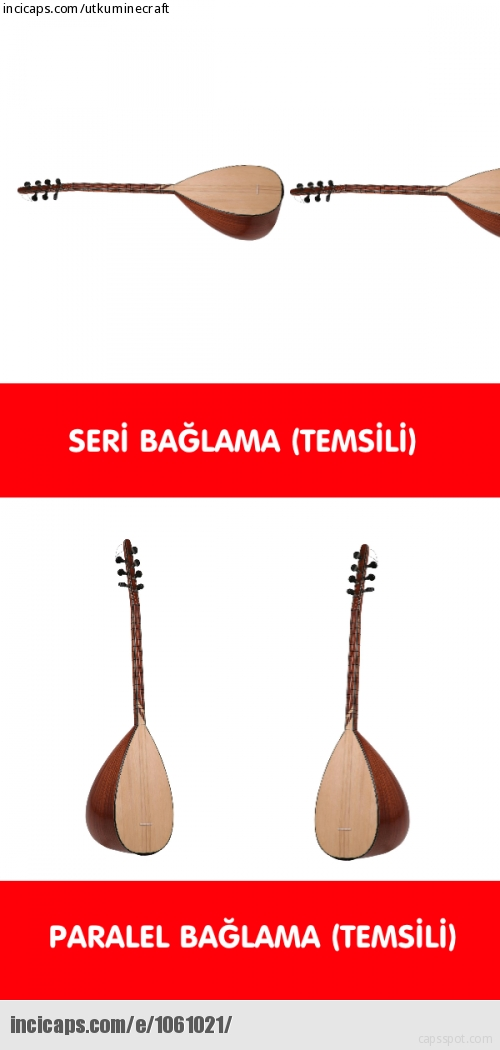 incicaps.com/utkuminecraft
SERİ BAĞLAMA (TEMSİLİ)
PARALEL BAĞLAMA (TEMSİLİ)
incicaps.com/e/1061021/
capsspot.com